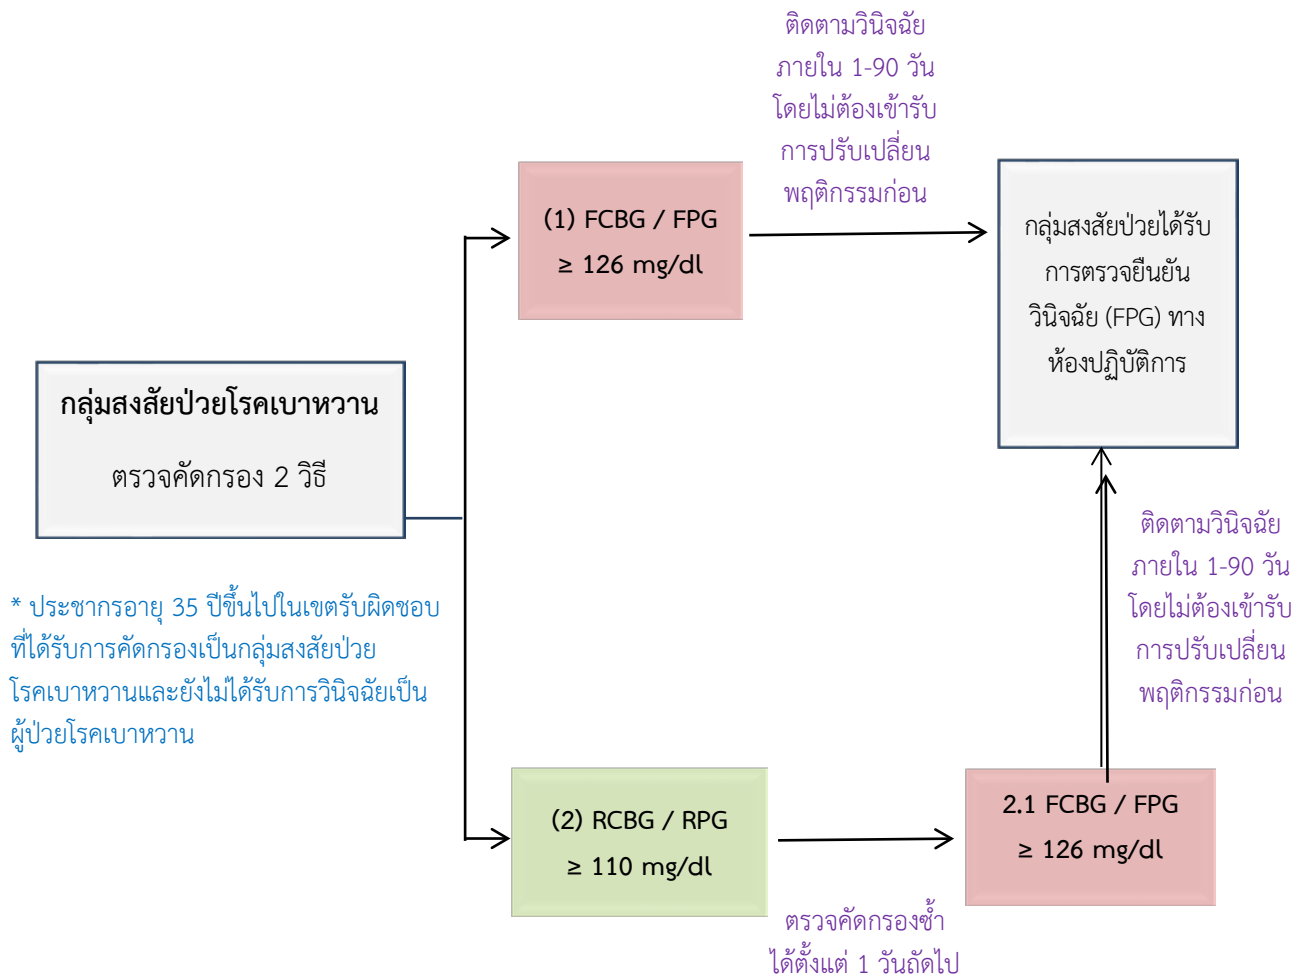 ติดตามวินิจฉัย
ภายใน 1-90 วัน
โดยไม่ต้องเข้ารับ
การปรับเปลี่ยน
พฤติกรรมก่อน
(1) FCBG / FPG
≥ 126 mg/dl
กลุ่มสงสัยป่วยได้รับ
การตรวจยืนยัน
วินิจฉัย (FPG) ทาง
ห้องปฏิบัติการ
กลุ่มสงสัยป่วยโรคเบาหวาน
ตรวจคัดกรอง 2 วิธี
* ประชากรอายุ 35 ปีขึ้นไปในเขตรับผิดชอบ
ที่ได้รับการคัดกรองเป็นกลุ่มสงสัยป่วย
โรคเบาหวานและยังไม่ได้รับการวินิจฉัยเป็น
ผู้ป่วยโรคเบาหวาน
ติดตามวินิจฉัย
ภายใน 1-90 วัน
โดยไม่ต้องเข้ารับ
การปรับเปลี่ยน
พฤติกรรมก่อน
(2) RCBG / RPG
≥ 110 mg/dl
2.1 FCBG / FPG
≥ 126 mg/dl
ตรวจคัดกรองซ้ำ
ได้ตั้งแต่ 1 วันถัดไป